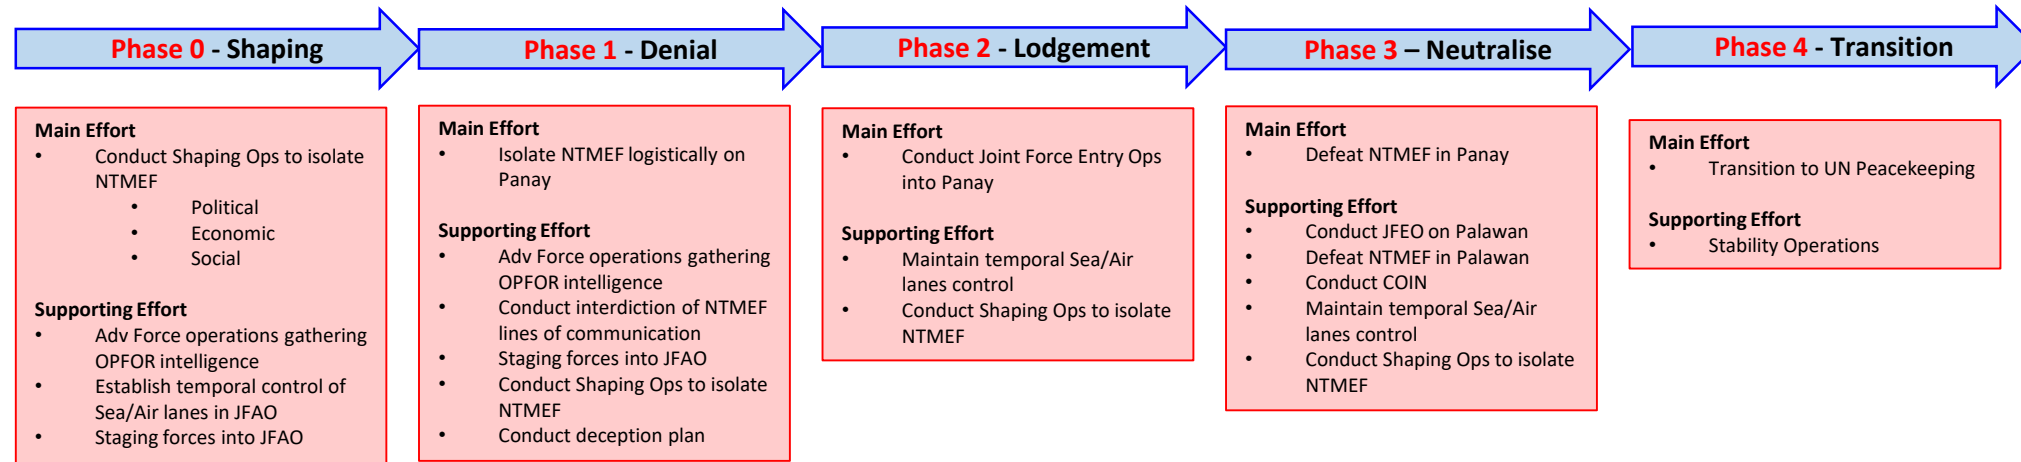 Phase 0 - Shaping
Main Effort
• Conduct Shaping Ops to isolate
NTMEF
• Political
• Economic
• Social
Supporting Effort
• Adv Force operations gathering
OPFOR intelligence
• Establish temporal control of
Sea/Air lanes in JFAO
• Staging forces into JFAO
Phase 1 - Denial
Main Effort
• Isolate NTMEF logistically on
Panay
Supporting Effort
• Adv Force operations gathering
OPFOR intelligence
• Conduct interdiction of NTMEF
lines of communication
• Staging forces into JFAO
• Conduct Shaping Ops to isolate
NTMEF
• Conduct deception plan
Phase 2 - Lodgement
Main Effort
• Conduct Joint Force Entry Ops
into Panay
Supporting Effort
• Maintain temporal Sea/Air
lanes control
• Conduct Shaping Ops to isolate
NTMEF
Phase 3 – Neutralise
Main Effort
• Defeat NTMEF in Panay
Supporting Effort
• Conduct JFEO on Palawan
• Defeat NTMEF in Palawan
• Conduct COIN
• Maintain temporal Sea/Air
lanes control
• Conduct Shaping Ops to isolate
NTMEF
Phase 4 - Transition
Main Effort
• Transition to UN Peacekeeping
Supporting Effort
• Stability Operations